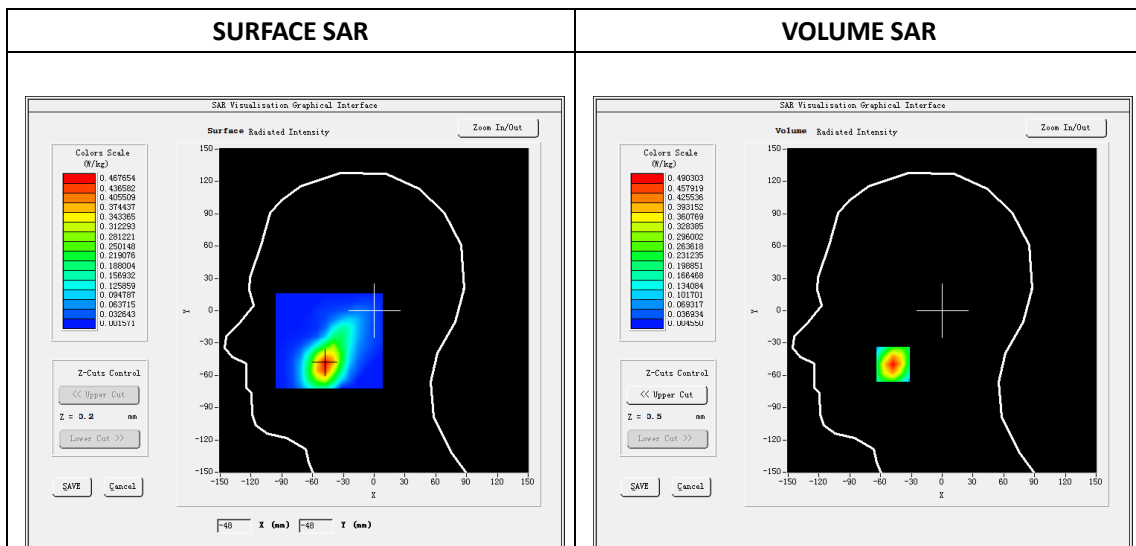 SURFACE SAR
VOLUME SAR
SAR Visualisation Graphical Interface
Surface Radiated Intensity
Zoom In/Out
Colors Scale
(W/kg)
0.467654
0.436582
0.405509
0.374437
0.343365
0.312293
0.281221
0.250148
0.219076
0.188004
0.156932
0.125859
0.094787
0.063715
0.032643
0.001571
150
120
90
60
30
0
-30
-60
-90
-120
-150
Y
-150 -120 -90 -60 -30 0 30 60 90 120 150
X
Z-Cuts Control
<< Upper Cut
Z = 0.2 mm
Lower Cut >>
SAVE Cancel
-48 X (mm) -48 Y (mm)
SAR Visualisation Graphical Interface
Volume Radiated Intensity
Zoom In/Out
Colors Scale
(W/kg)
0.490303
0.457919
0.425536
0.393152
0.360769
0.328385
0.296002
0.263618
0.231235
0.198851
0.166468
0.134084
0.101701
0.069317
0.036934
0.004550
150
120
90
60
30
0
-30
-60
-90
-120
-150
Y
-150 -120 -90 -60 -30 0 30 60 90 120 150
X
Z-Cuts Control
<< Upper Cut
Z = 0.5 mm
Lower Cut >>
SAVE Cancel